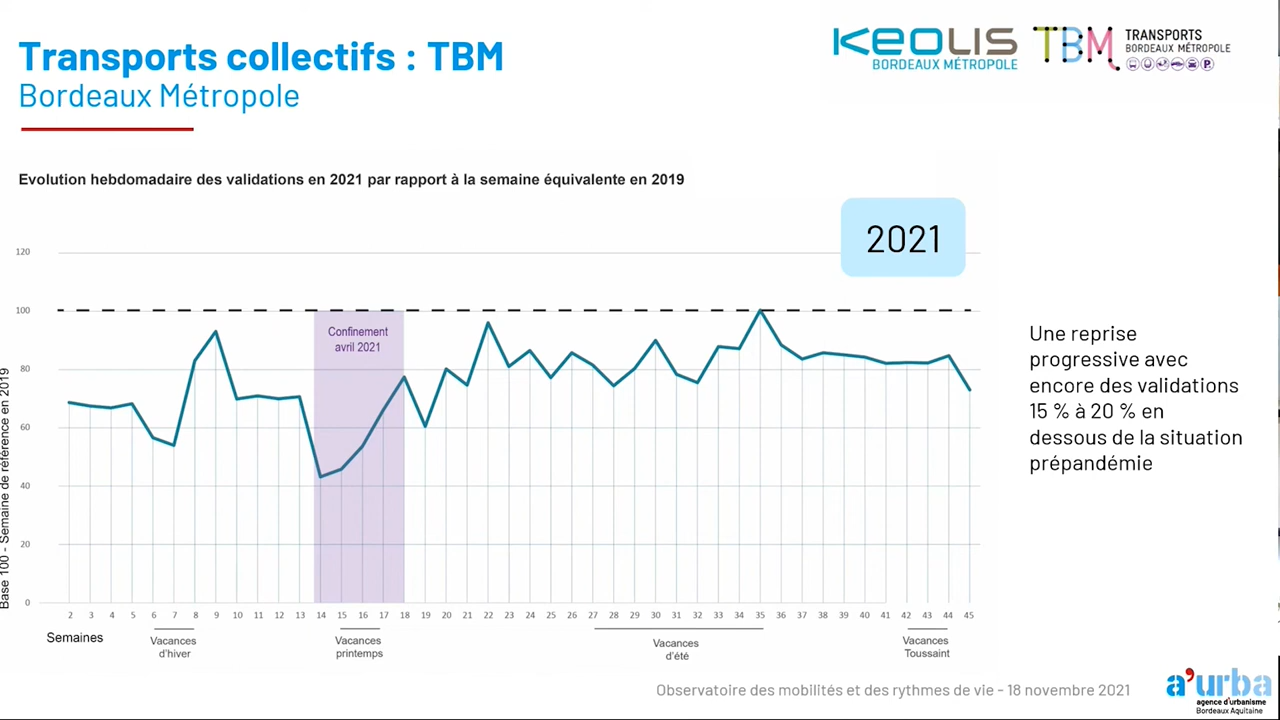 Transports collectifs : TBM
Bordeaux Métropole
KEOLIS
BORDEAUX MÉTROPOLE
TBM
TRANSPORTS
BORDEAUX MÉTROPOLE
Evolution hebdomadaire des validations en 2021 par rapport à la semaine équivalente en 2019
2021
120
100
80
60
40
20
0
Base 100 - Semaine de référence en 2019
Confinement
avril 2021
2 3 4 5 6 7 8 9 10 11 12 13 14 15 16 17 18 19 20 21 22 23 24 25 26 27 28 29 30 31 32 33 34 35 36 37 38 39 40 41 42 43 44 45
Semaines
Vacances
d'hiver
Vacances
printemps
Vacances
d'été
Vacances
Toussaint
Une reprise
progressive avec
encore des validations
15 % à 20 % en
dessous de la situation
prépandémie
Observatoire des mobilités et des rythmes de vie - 18 novembre 2021
a'urba
agence d'urbanisme
Bordeaux Aquitaine